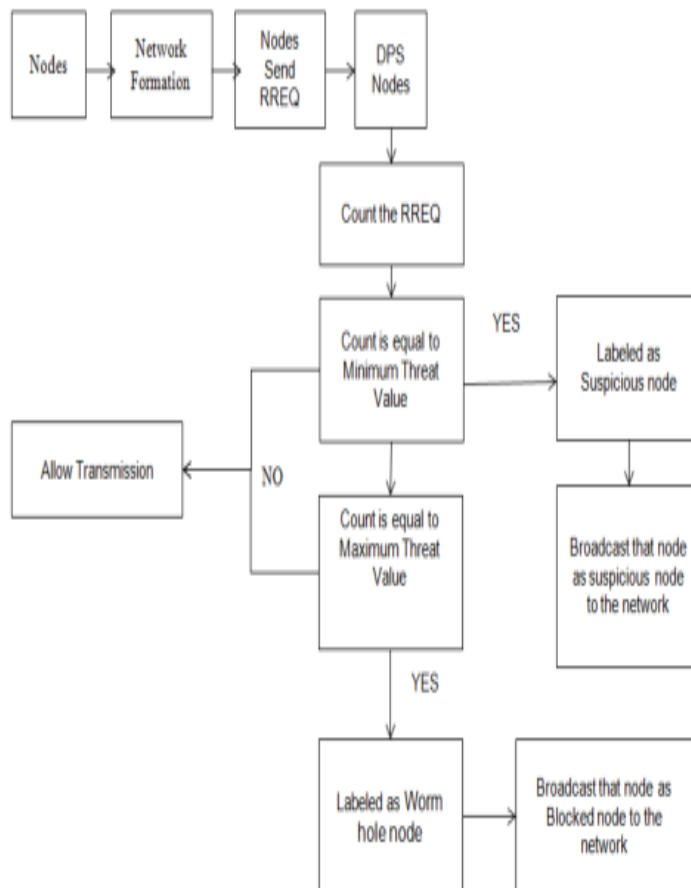 Nodes
Network
Formation
Nodes
Send
RREQ
DPS
Nodes
Count the RREQ
Count is equal to
Minimum Threat
Value
YES
Labeled as
Suspicious node
Allow Transmission
NO
Count is equal to
Maximum Threat
Value
Broadcast that node
as suspicious node
to the network
YES
Labeled as Worm
hole node
Broadcast that node as
Blocked node to the
network